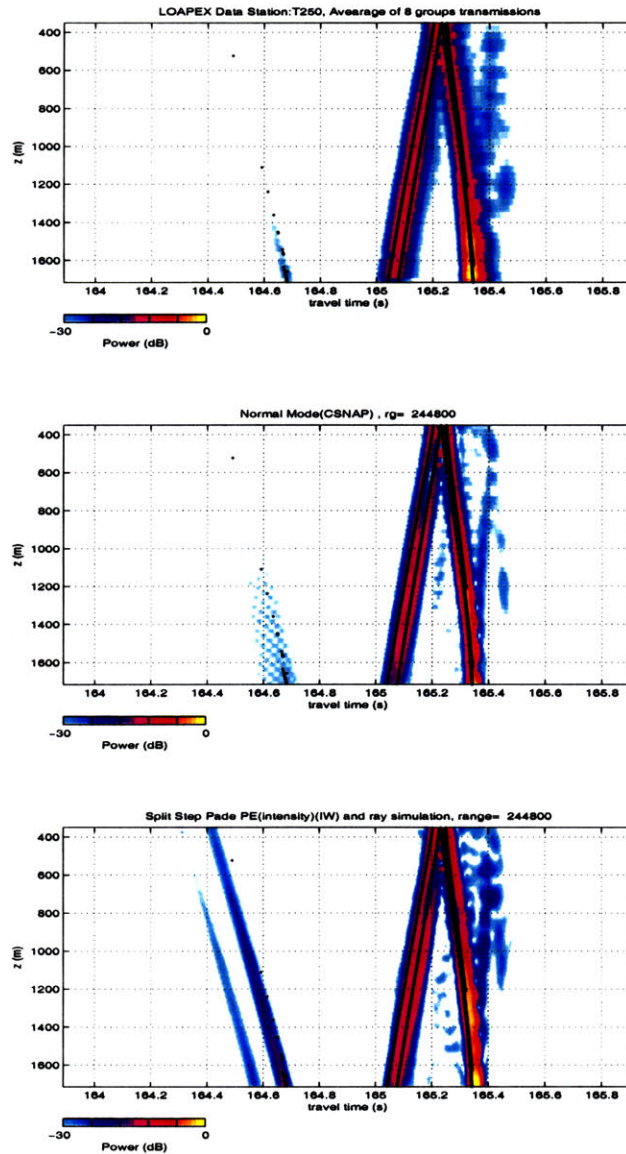 LOAPEX Data Station:T250, Avearage of 8 groups transmissions
z (m)
400
600
800
1000
1200
1400
1600
164 164.2 164.4 164.6 164.8 165 165.2 165.4 165.6 165.8
travel time (s)
-30 0
Power (dB)
Normal Mode(CSNAP) , rg= 244800
z (m)
400
600
800
1000
1200
1400
1600
164 164.2 164.4 164.6 164.8 165 165.2 165.4 165.6 165.8
travel time (s)
-30 0
Power (dB)
Split Step Pade PE(intensity)(IW) and ray simulation, range= 244800
z (m)
400
600
800
1000
1200
1400
1600
164 164.2 164.4 164.6 164.8 165 165.2 165.4 165.6 165.8
travel time (s)
-30 0
Power (dB)